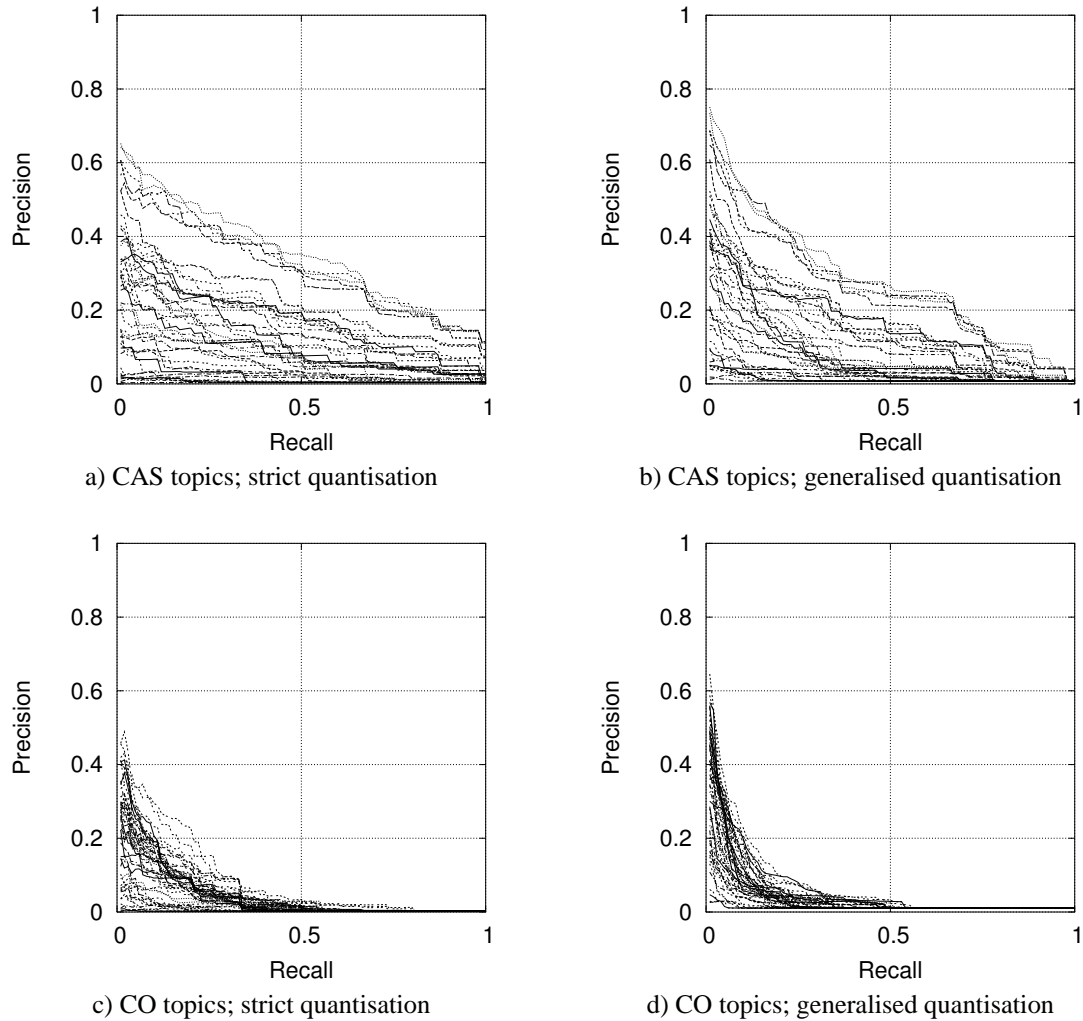 1
0.8
0.6
0.4
0.2
0
0 0.5 1
Precision
Recall
a) CAS topics; strict quantisation
1
0.8
0.6
0.4
0.2
0
0 0.5 1
Precision
Recall
b) CAS topics; generalised quantisation
1
0.8
0.6
0.4
0.2
0
0 0.5 1
Precision
Recall
c) CO topics; strict quantisation
1
0.8
0.6
0.4
0.2
0
0 0.5 1
Precision
Recall
d) CO topics; generalised quantisation